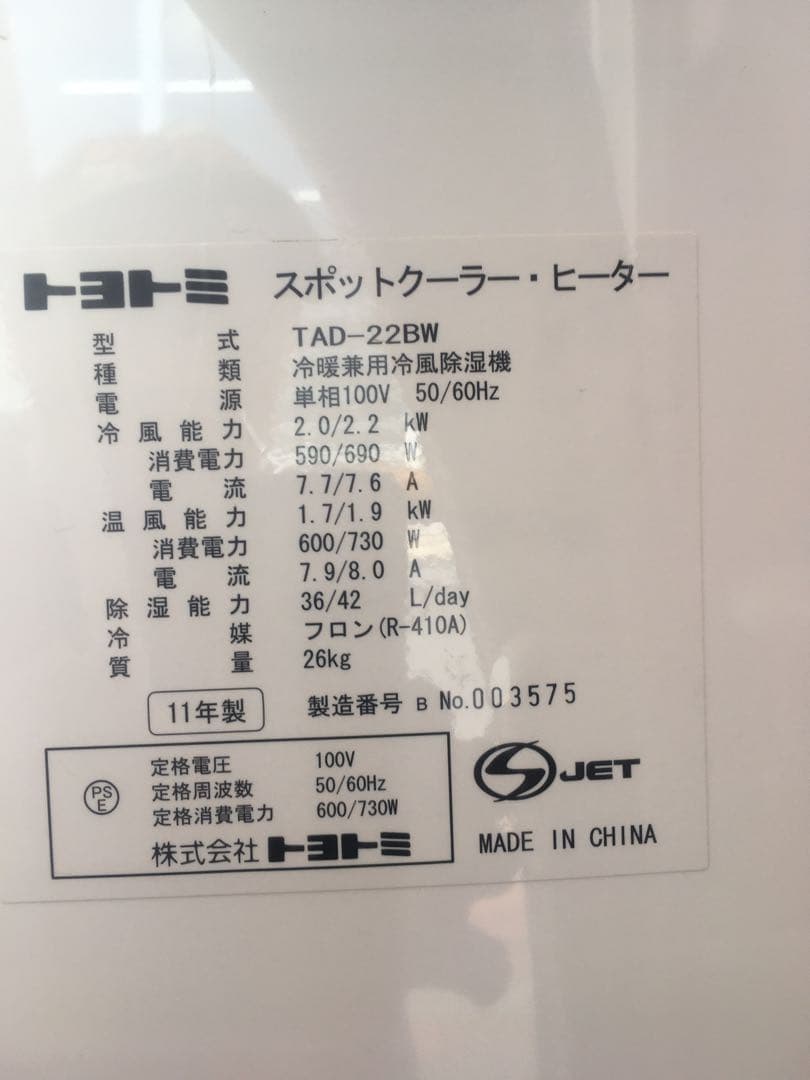 トヨトミ スポットクーラー・ヒーター
型式 TAD-22BW
種類 冷暖兼用冷風除湿機
電源 単相100V 50/60Hz
冷風能力 2.0/2.2 kW
消費電力 590/690 W
電流 7.7/7.6 A
温風能力 1.7/1.9 kW
消費電力 600/730 W
電流 7.9/8.0 A
除湿能力 36/42 L/day
冷媒 フロン(R-410A)
質量 26kg
11年製 製造番号 B No.003575
PSE
定格電圧 100V
定格周波数 50/60Hz
定格消費電力 600/730W
株式会社トヨトミ
S JET
MADE IN CHINA